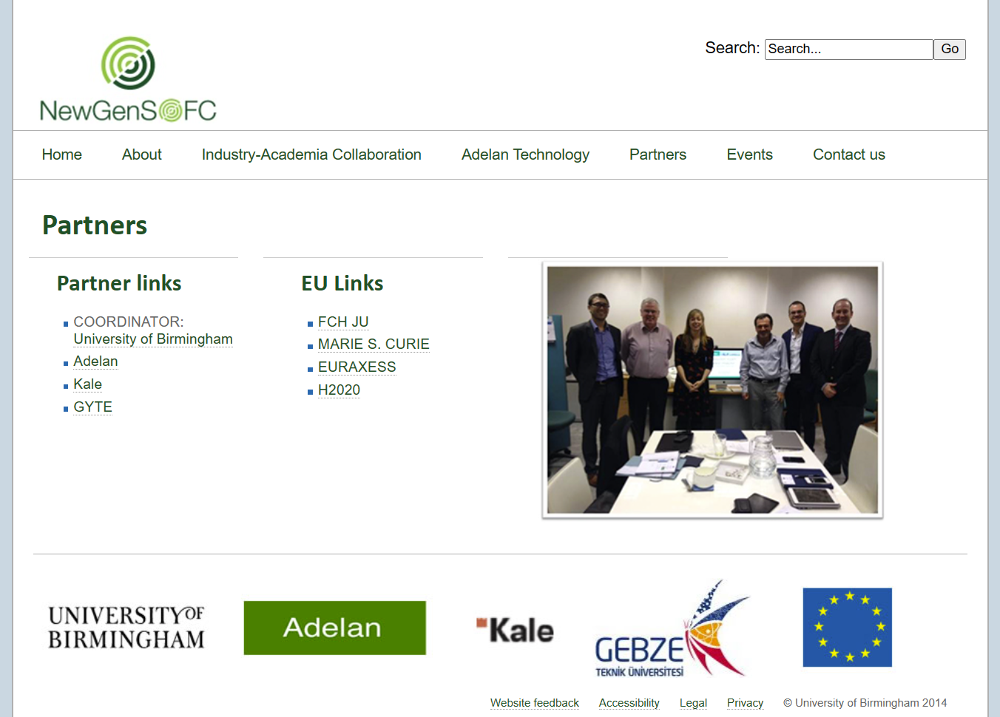 NewGenSOFC
Search: Search... Go
Home About Industry-Academia Collaboration Adelan Technology Partners Events Contact us
Partners
Partner links
COORDINATOR:
University of Birmingham
Adelan
Kale
GYTE
EU Links
FCH JU
MARIE S. CURIE
EURAXESS
H2020
UNIVERSITY OF
BIRMINGHAM
Adelan
Kale
GEBZE
TEKNİK ÜNİVERSİTESİ
Website feedback Accessibility Legal Privacy © University of Birmingham 2014